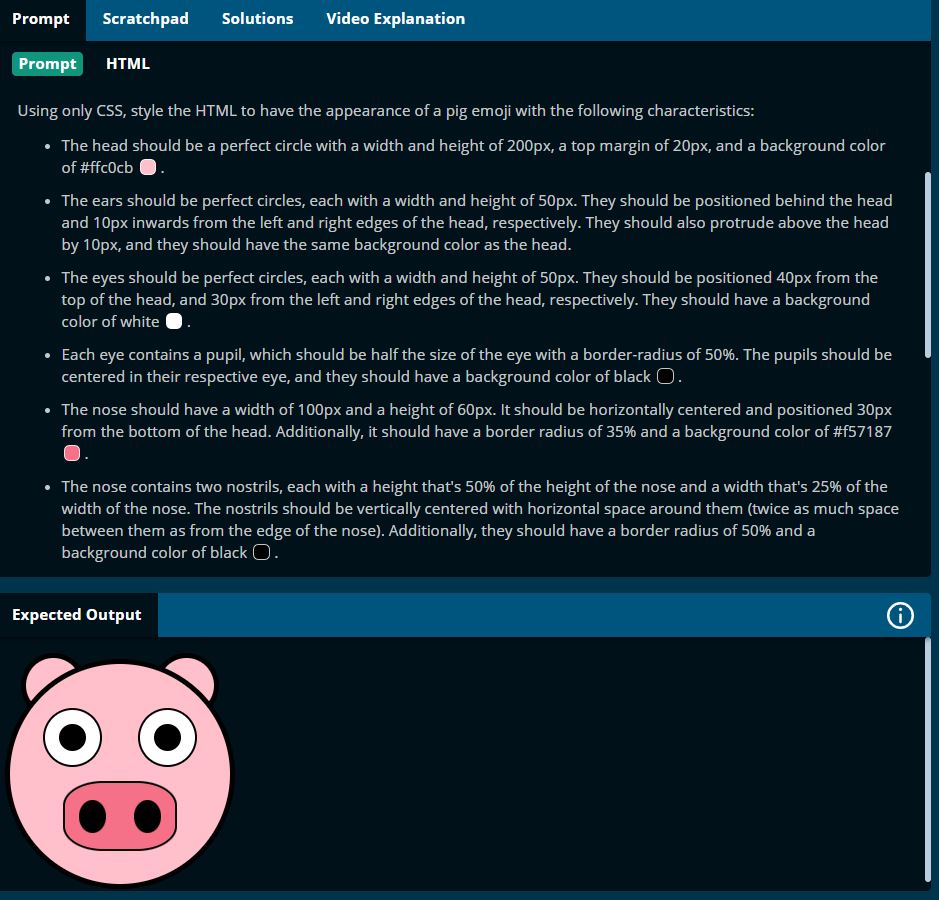 Prompt Scratchpad Solutions Video Explanation
Prompt HTML
Using only CSS, style the HTML to have the appearance of a pig emoji with the following characteristics:
• The head should be a perfect circle with a width and height of 200px, a top margin of 20px, and a background color
of #ffc0cb .
• The ears should be perfect circles, each with a width and height of 50px. They should be positioned behind the head
and 10px inwards from the left and right edges of the head, respectively. They should also protrude above the head
by 10px, and they should have the same background color as the head.
• The eyes should be perfect circles, each with a width and height of 50px. They should be positioned 40px from the
top of the head, and 30px from the left and right edges of the head, respectively. They should have a background
color of white .
• Each eye contains a pupil, which should be half the size of the eye with a border-radius of 50%. The pupils should be
centered in their respective eye, and they should have a background color of black .
• The nose should have a width of 100px and a height of 60px. It should be horizontally centered and positioned 30px
from the bottom of the head. Additionally, it should have a border radius of 35% and a background color of #f57187
.
• The nose contains two nostrils, each with a height that's 50% of the height of the nose and a width that's 25% of the
width of the nose. The nostrils should be vertically centered with horizontal space around them (twice as much space
between them as from the edge of the nose). Additionally, they should have a border radius of 50% and a
background color of black .
Expected Output